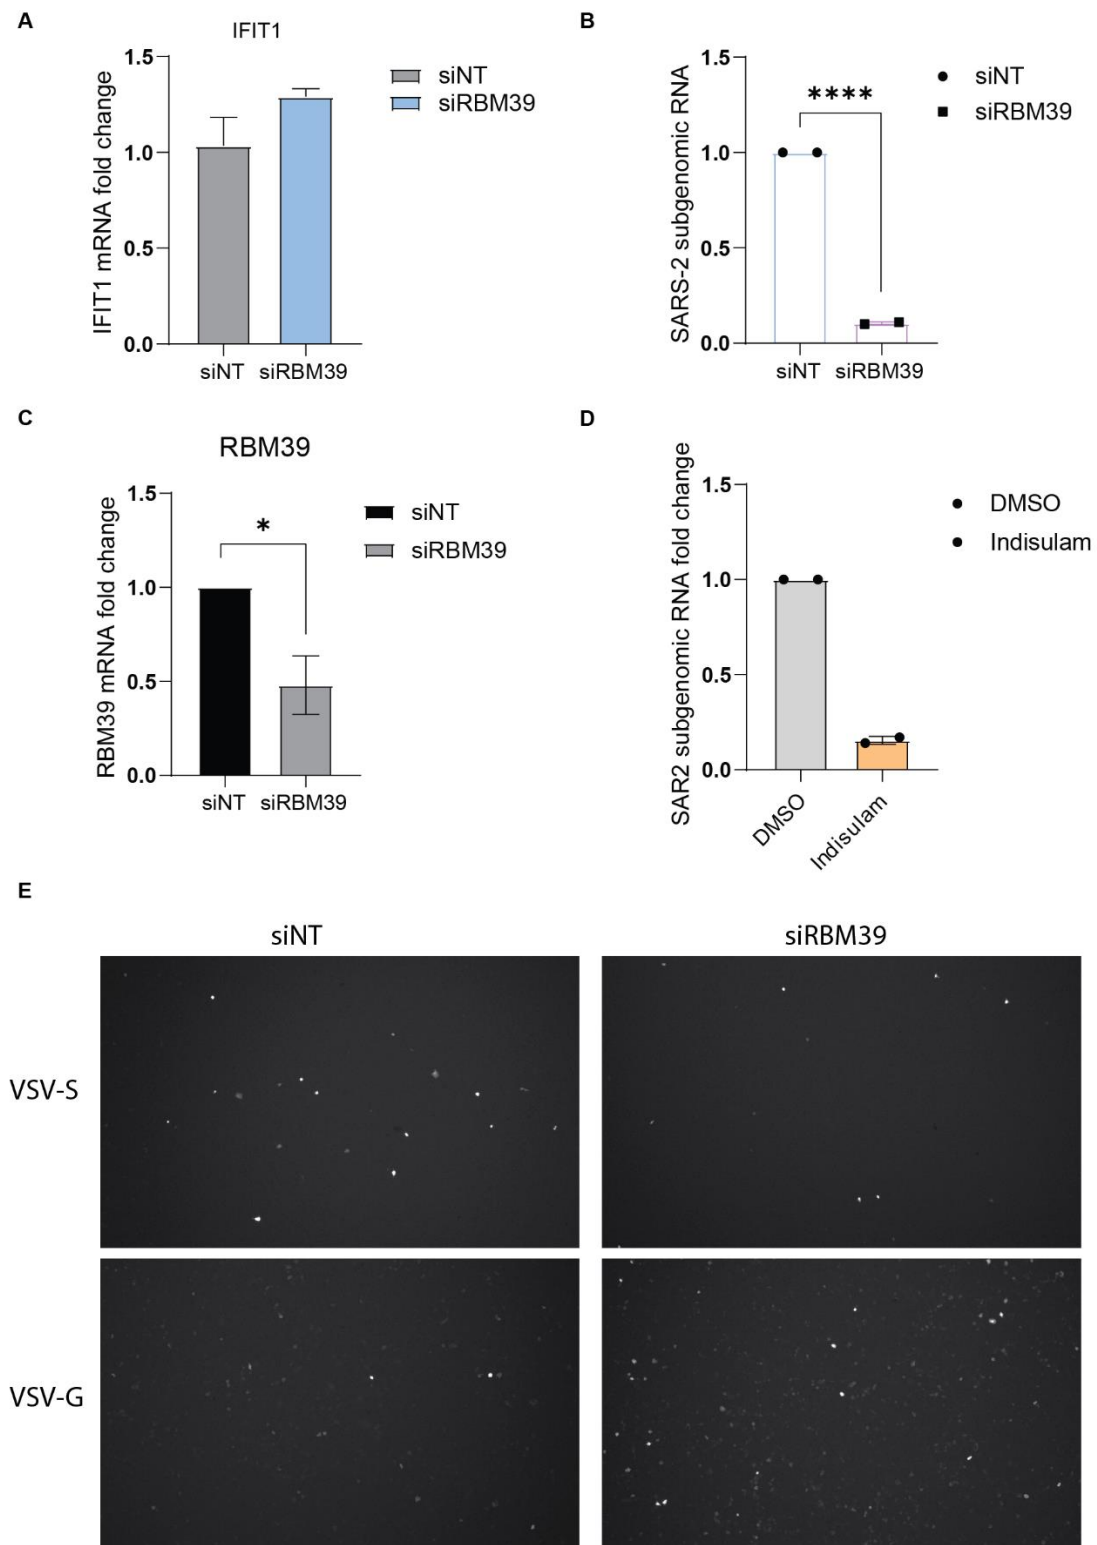 A
IFIT1
IFIT1 mRNA fold change
1.5
1.0
0.5
0.0
siNT
siRBM39
siNT
siRBM39
B
SARS-2 subgenomic RNA
1.5
1.0
0.5
0.0
****
siNT
siRBM39
siNT
siRBM39
C
RBM39
RBM39 mRNA fold change
1.5
1.0
0.5
0.0
*
siNT
siRBM39
siNT
siRBM39
D
SAR2 subgenomic RNA fold change
1.5
1.0
0.5
0.0
DMSO
Indisulam
DMSO
Indisulam
E
siNT
siRBM39
VSV-S
VSV-G